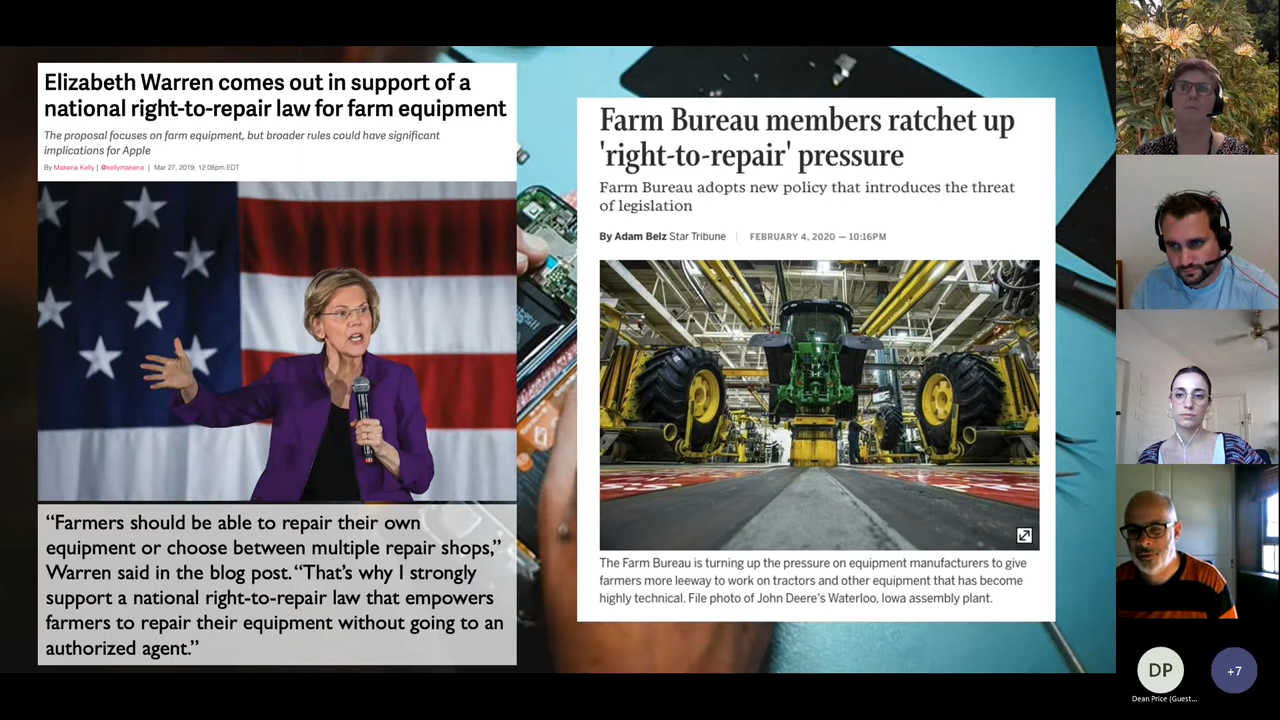 Elizabeth Warren comes out in support of a
national right-to-repair law for farm equipment
The proposal focuses on farm equipment, but broader rules could have significant
implications for Apple
By Makena Kelly | @kellymakena | Mar 27, 2019, 12:08pm EDT
“Farmers should be able to repair their own
equipment or choose between multiple repair shops,”
Warren said in the blog post. “That’s why I strongly
support a national right-to-repair law that empowers
farmers to repair their equipment without going to an
authorized agent.”
Farm Bureau members ratchet up
'right-to-repair' pressure
Farm Bureau adopts new policy that introduces the threat
of legislation
By Adam Belz Star Tribune | FEBRUARY 4, 2020 — 10:16PM
The Farm Bureau is turning up the pressure on equipment manufacturers to give
farmers more leeway to work on tractors and other equipment that has become
highly technical. File photo of John Deere’s Waterloo, Iowa assembly plant.
DP
+7
Dean Price (Guest...